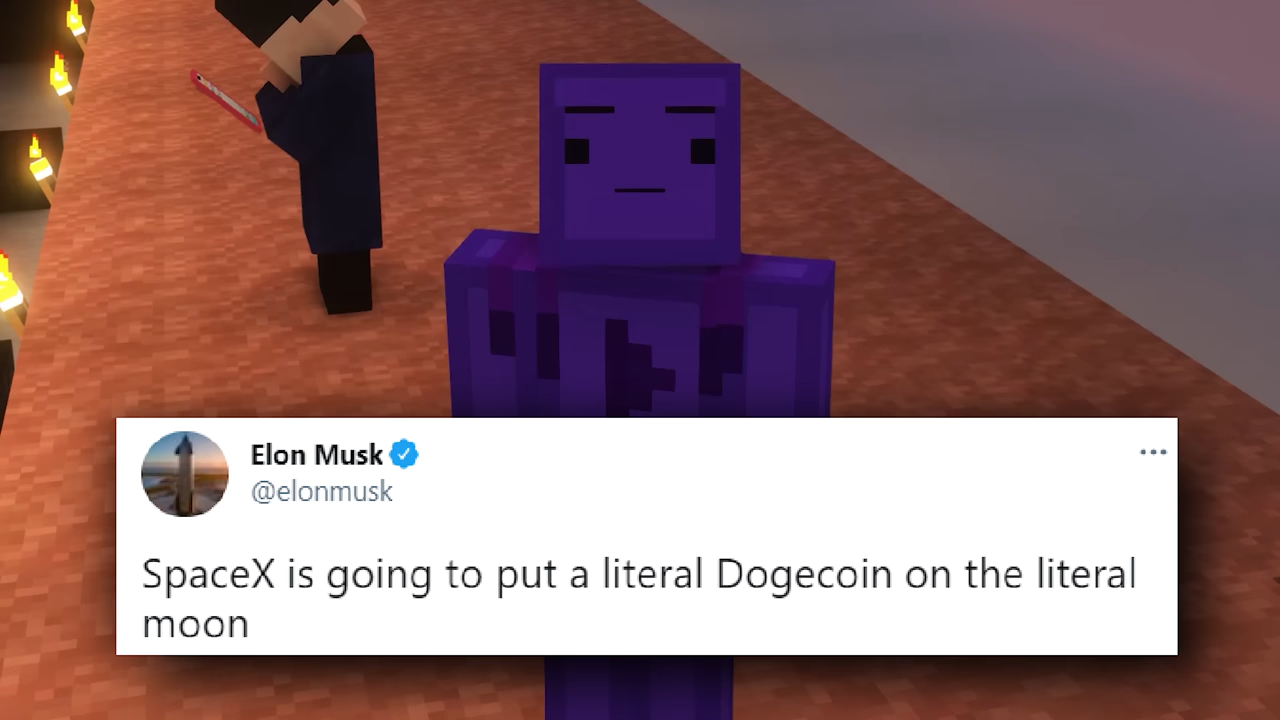 Elon Musk
@elonmusk
SpaceX is going to put a literal Dogecoin on the literal
moon